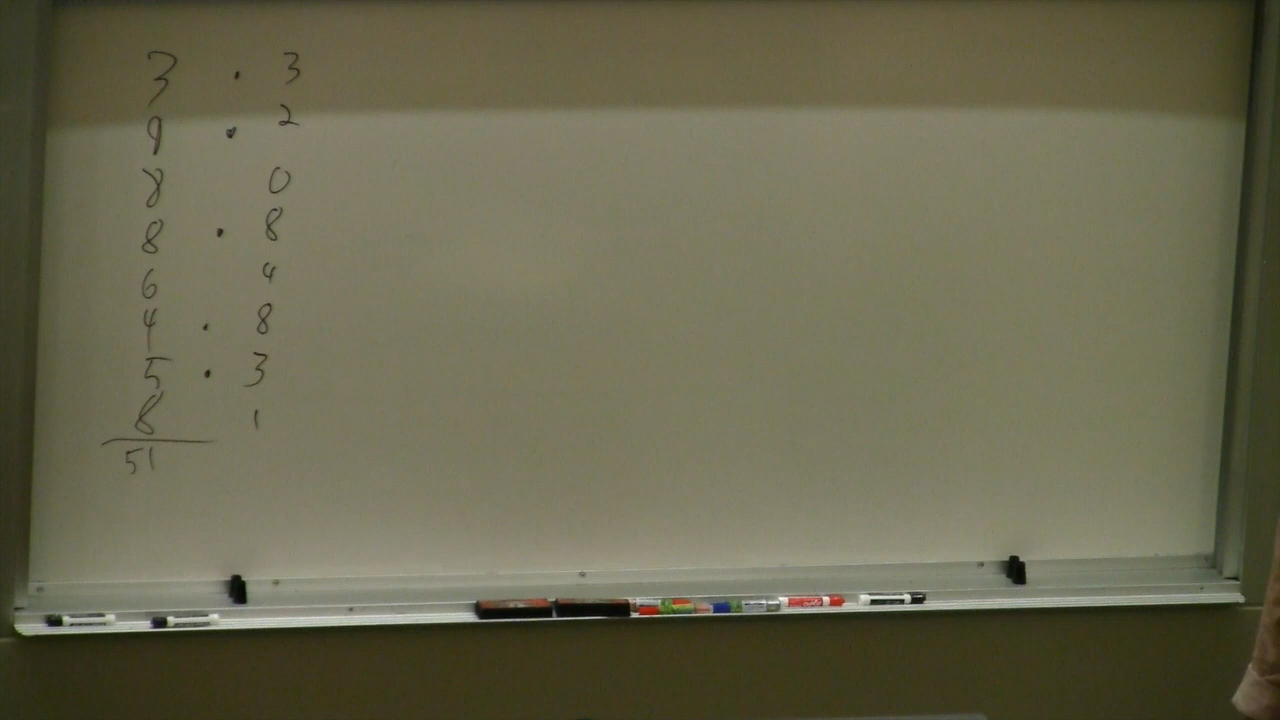 3 . 3
9 . 2
8 0
8 . 8
6 4
4 . 8
5 . 3
8 1
51